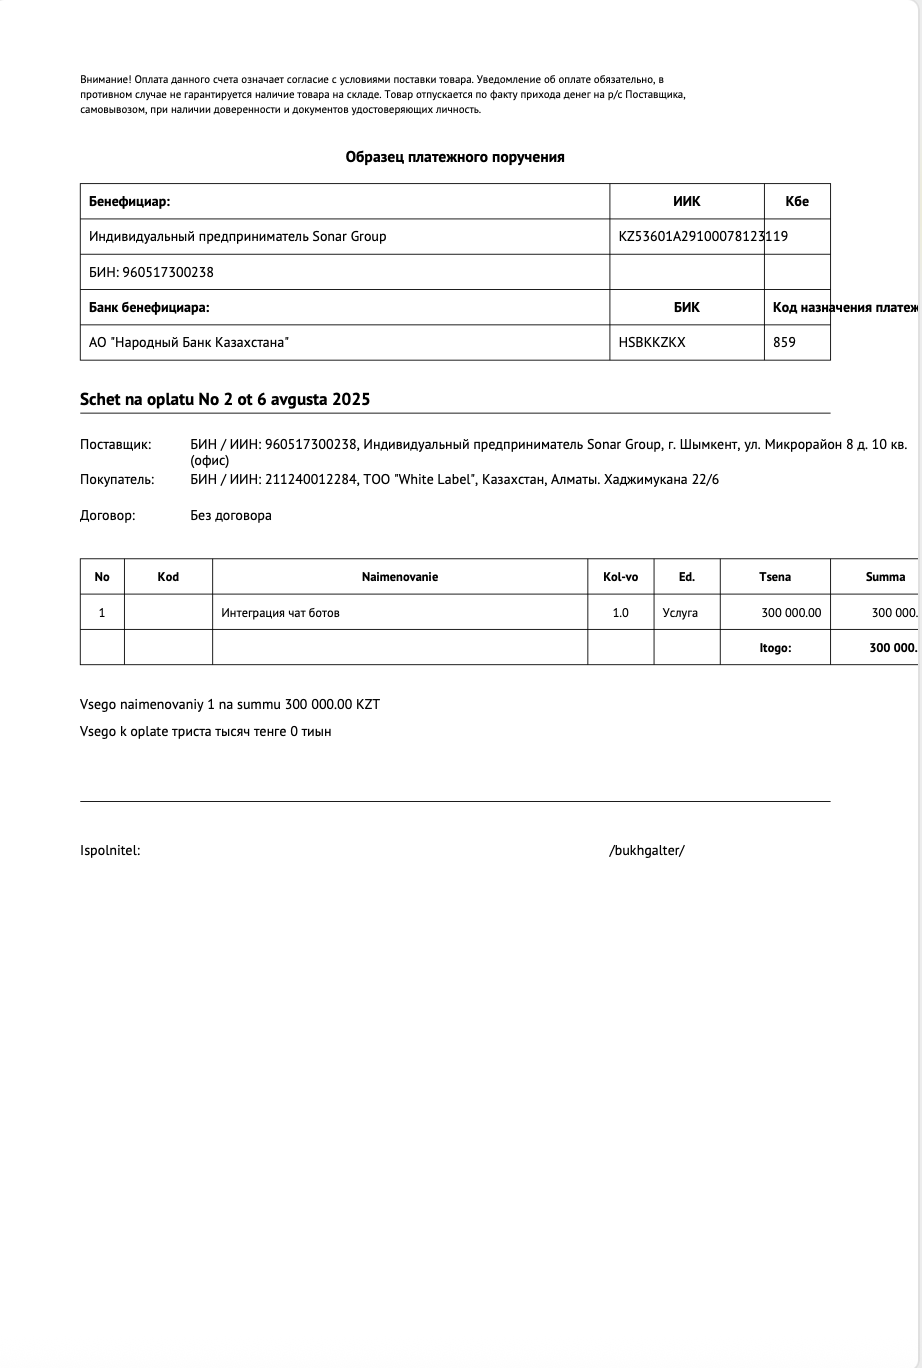 Внимание! Оплата данного счета означает согласие с условиями поставки товара. Уведомление об оплате обязательно, в
противном случае не гарантируется наличие товара на складе. Товар отпускается по факту прихода денег на р/с Поставщика,
самовывозом, при наличии доверенности и документов удостоверяющих личность.
Образец платежного поручения
Бенефициар: ИИК Кбе
Индивидуальный предприниматель Sonar Group KZ53601A29100078123119
БИН: 960517300238
Банк бенефициара: БИК Код назначения платеж
АО "Народный Банк Казахстана" HSBKKZKX 859
Schet na oplatu No 2 ot 6 avgusta 2025
Поставщик: БИН / ИИН: 960517300238, Индивидуальный предприниматель Sonar Group, г. Шымкент, ул. Микрорайон 8 д. 10 кв.
(офис)
Покупатель: БИН / ИИН: 211240012284, ТОО "White Label", Казахстан, Алматы. Хаджимукана 22/6
Договор: Без договора
No Kod Naimenovanie Kol-vo Ed. Tsena Summa
1 Интеграция чат ботов 1.0 Услуга 300 000.00 300 000.
Itogo: 300 000.
Vsego naimenovaniy 1 na summu 300 000.00 KZT
Vsego k oplate триста тысяч тенге 0 тиын
Ispolnitel: /bukhgalter/